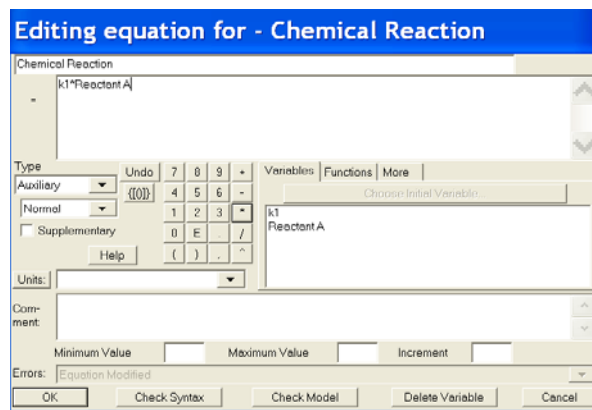 Editing equation for - Chemical Reaction
Chemical Reaction
= k1*Reactant A
Type
Auxiliary
Normal
Supplementary
Help
Undo 7 8 9 +
{[()]} 4 5 6 -
1 2 3 *
0 E . /
( ) , ^
Variables Functions More
Choose Initial Variable...
k1
Reactant A
Units:
Com-
ment:
Minimum Value Maximum Value Increment
Errors: Equation Modified
OK Check Syntax Check Model Delete Variable Cancel